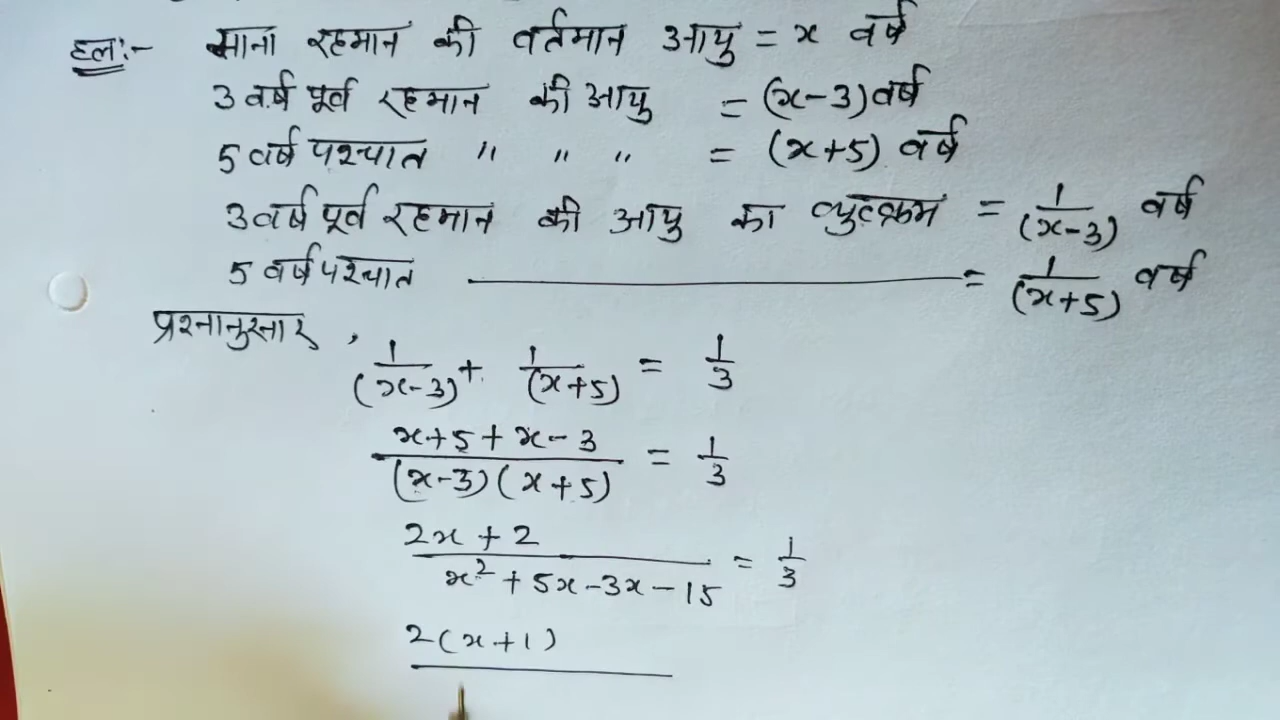 हलः- माना रहमान की वर्तमान आयु = x वर्ष
3 वर्ष पूर्व रहमान की आयु = (x-3) वर्ष
5 वर्ष पश्चात " " " = (x+5) वर्ष
3 वर्ष पूर्व रहमान की आयु का व्युत्क्रम = 1/(x-3) वर्ष
5 वर्ष पश्चात ———— = 1/(x+5) वर्ष
प्रश्नानुसार,
1/(x-3) + 1/(x+5) = 1/3
x+5+x-3/(x-3)(x+5) = 1/3
2x+2/x²+5x-3x-15 = 1/3
2(x+1)